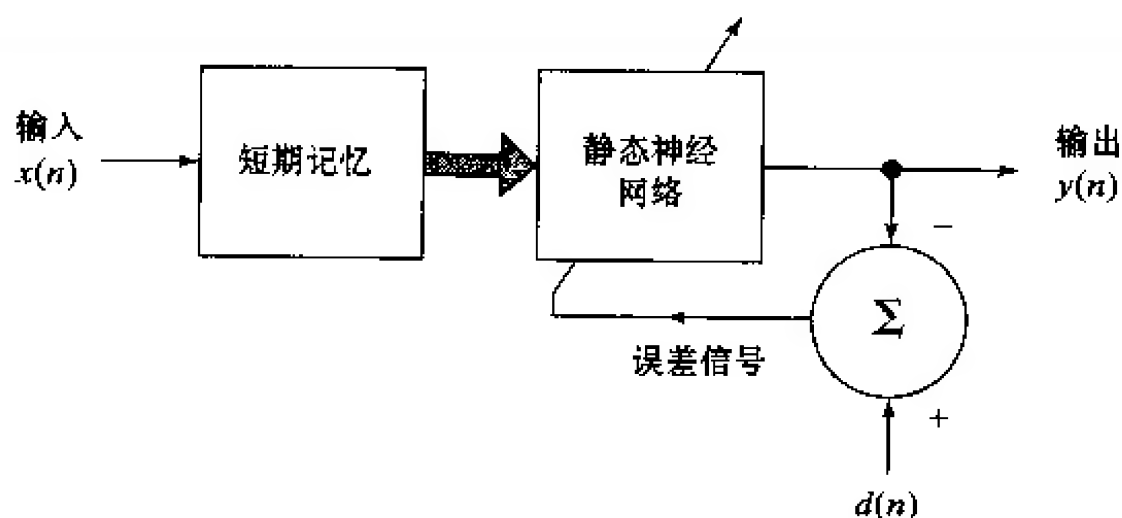 输入
x(n)
短期记忆
静态神经
网络
输出
y(n)
−
Σ
误差信号
+
d(n)